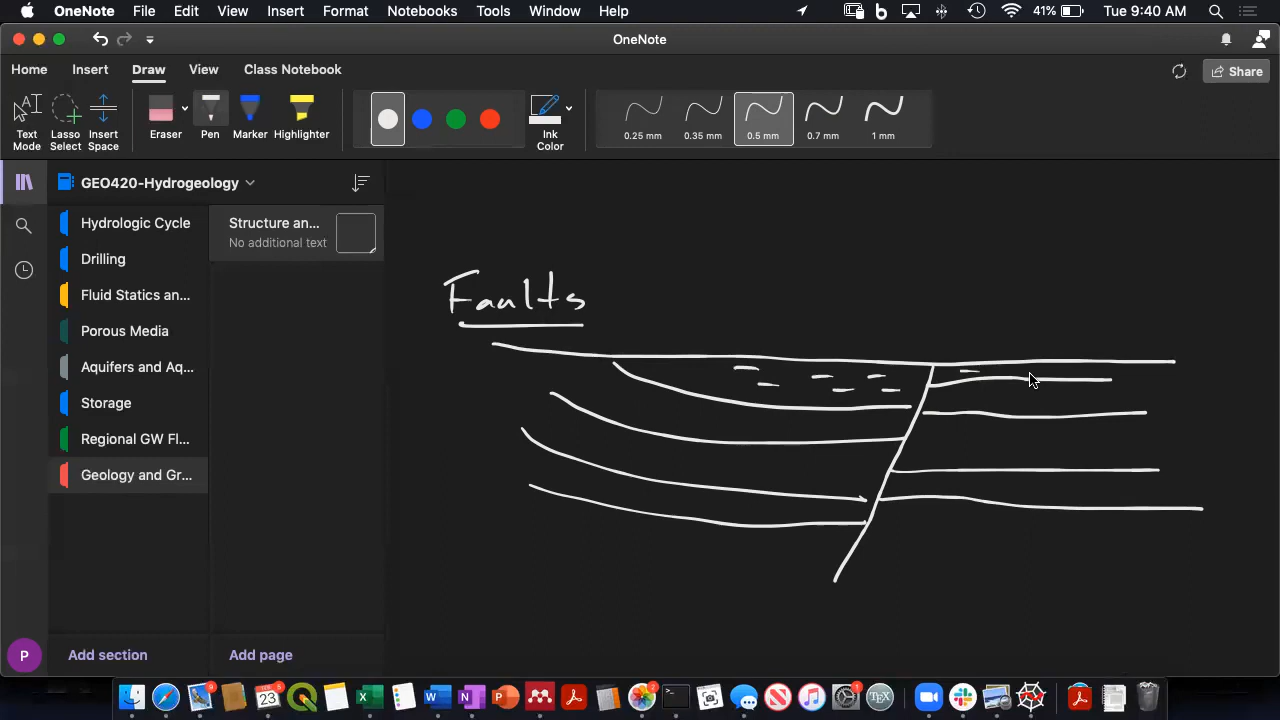 OneNote File Edit View Insert Format Notebooks Tools Window Help 41% Tue 9:40 AM
OneNote
Home Insert Draw View Class Notebook Share
Text Mode Lasso Select Insert Space Eraser Pen Marker Highlighter Ink Color 0.25 mm 0.35 mm 0.5 mm 0.7 mm 1 mm
GEO420-Hydrogeology
Hydrologic Cycle
Structure an...
No additional text
Drilling
Fluid Statics an...
Porous Media
Aquifers and Aq...
Storage
Regional GW Fl...
Geology and Gr...
Faults
P Add section Add page